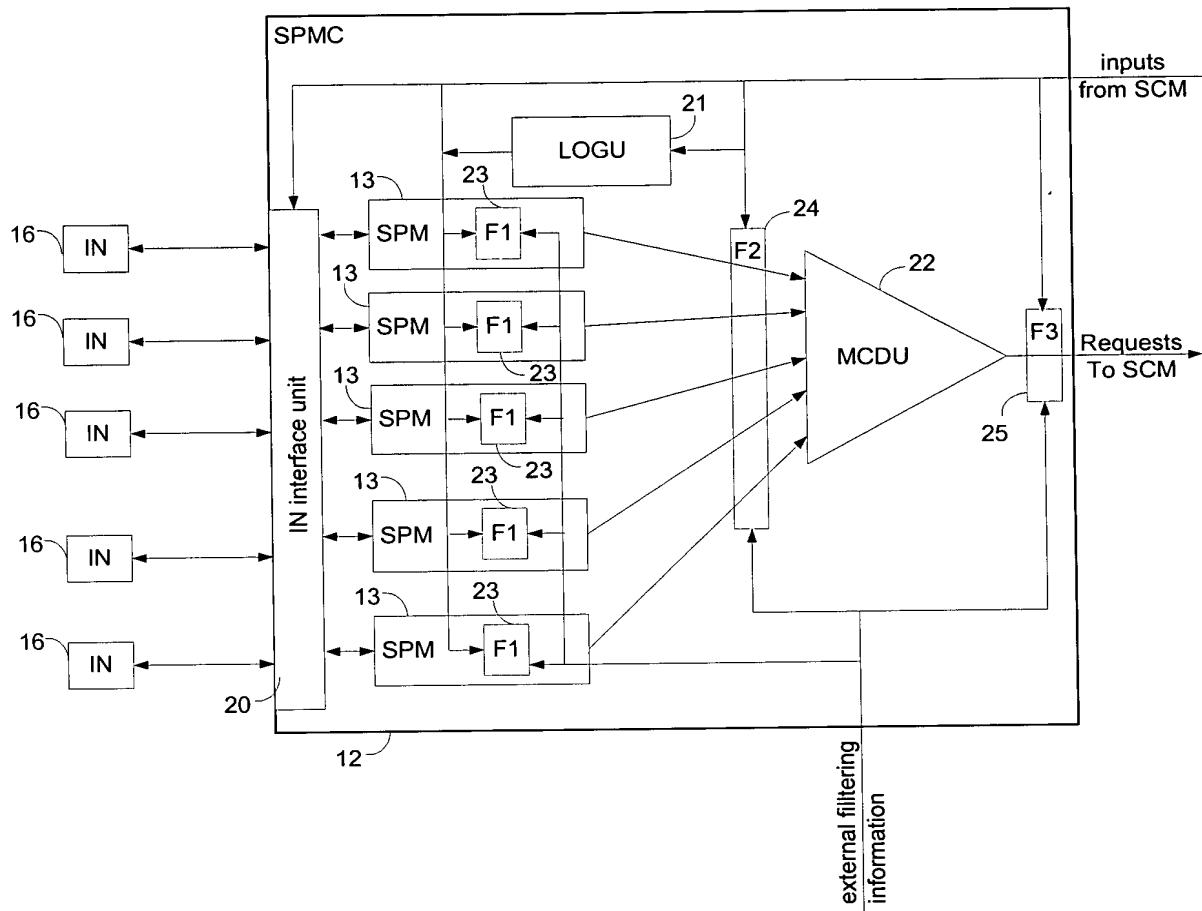 SPMC
inputs
from SCM
21
LOGU
13
23
24
16
IN
SPM
F1
F2
22
13
16
IN
SPM
F1
23
F3
Requests
To SCM
MCDU
13
16
IN
SPM
F1
23
25
IN interface unit
13
23
16
IN
SPM
F1
13
23
16
IN
SPM
F1
20
12
external filltering
information